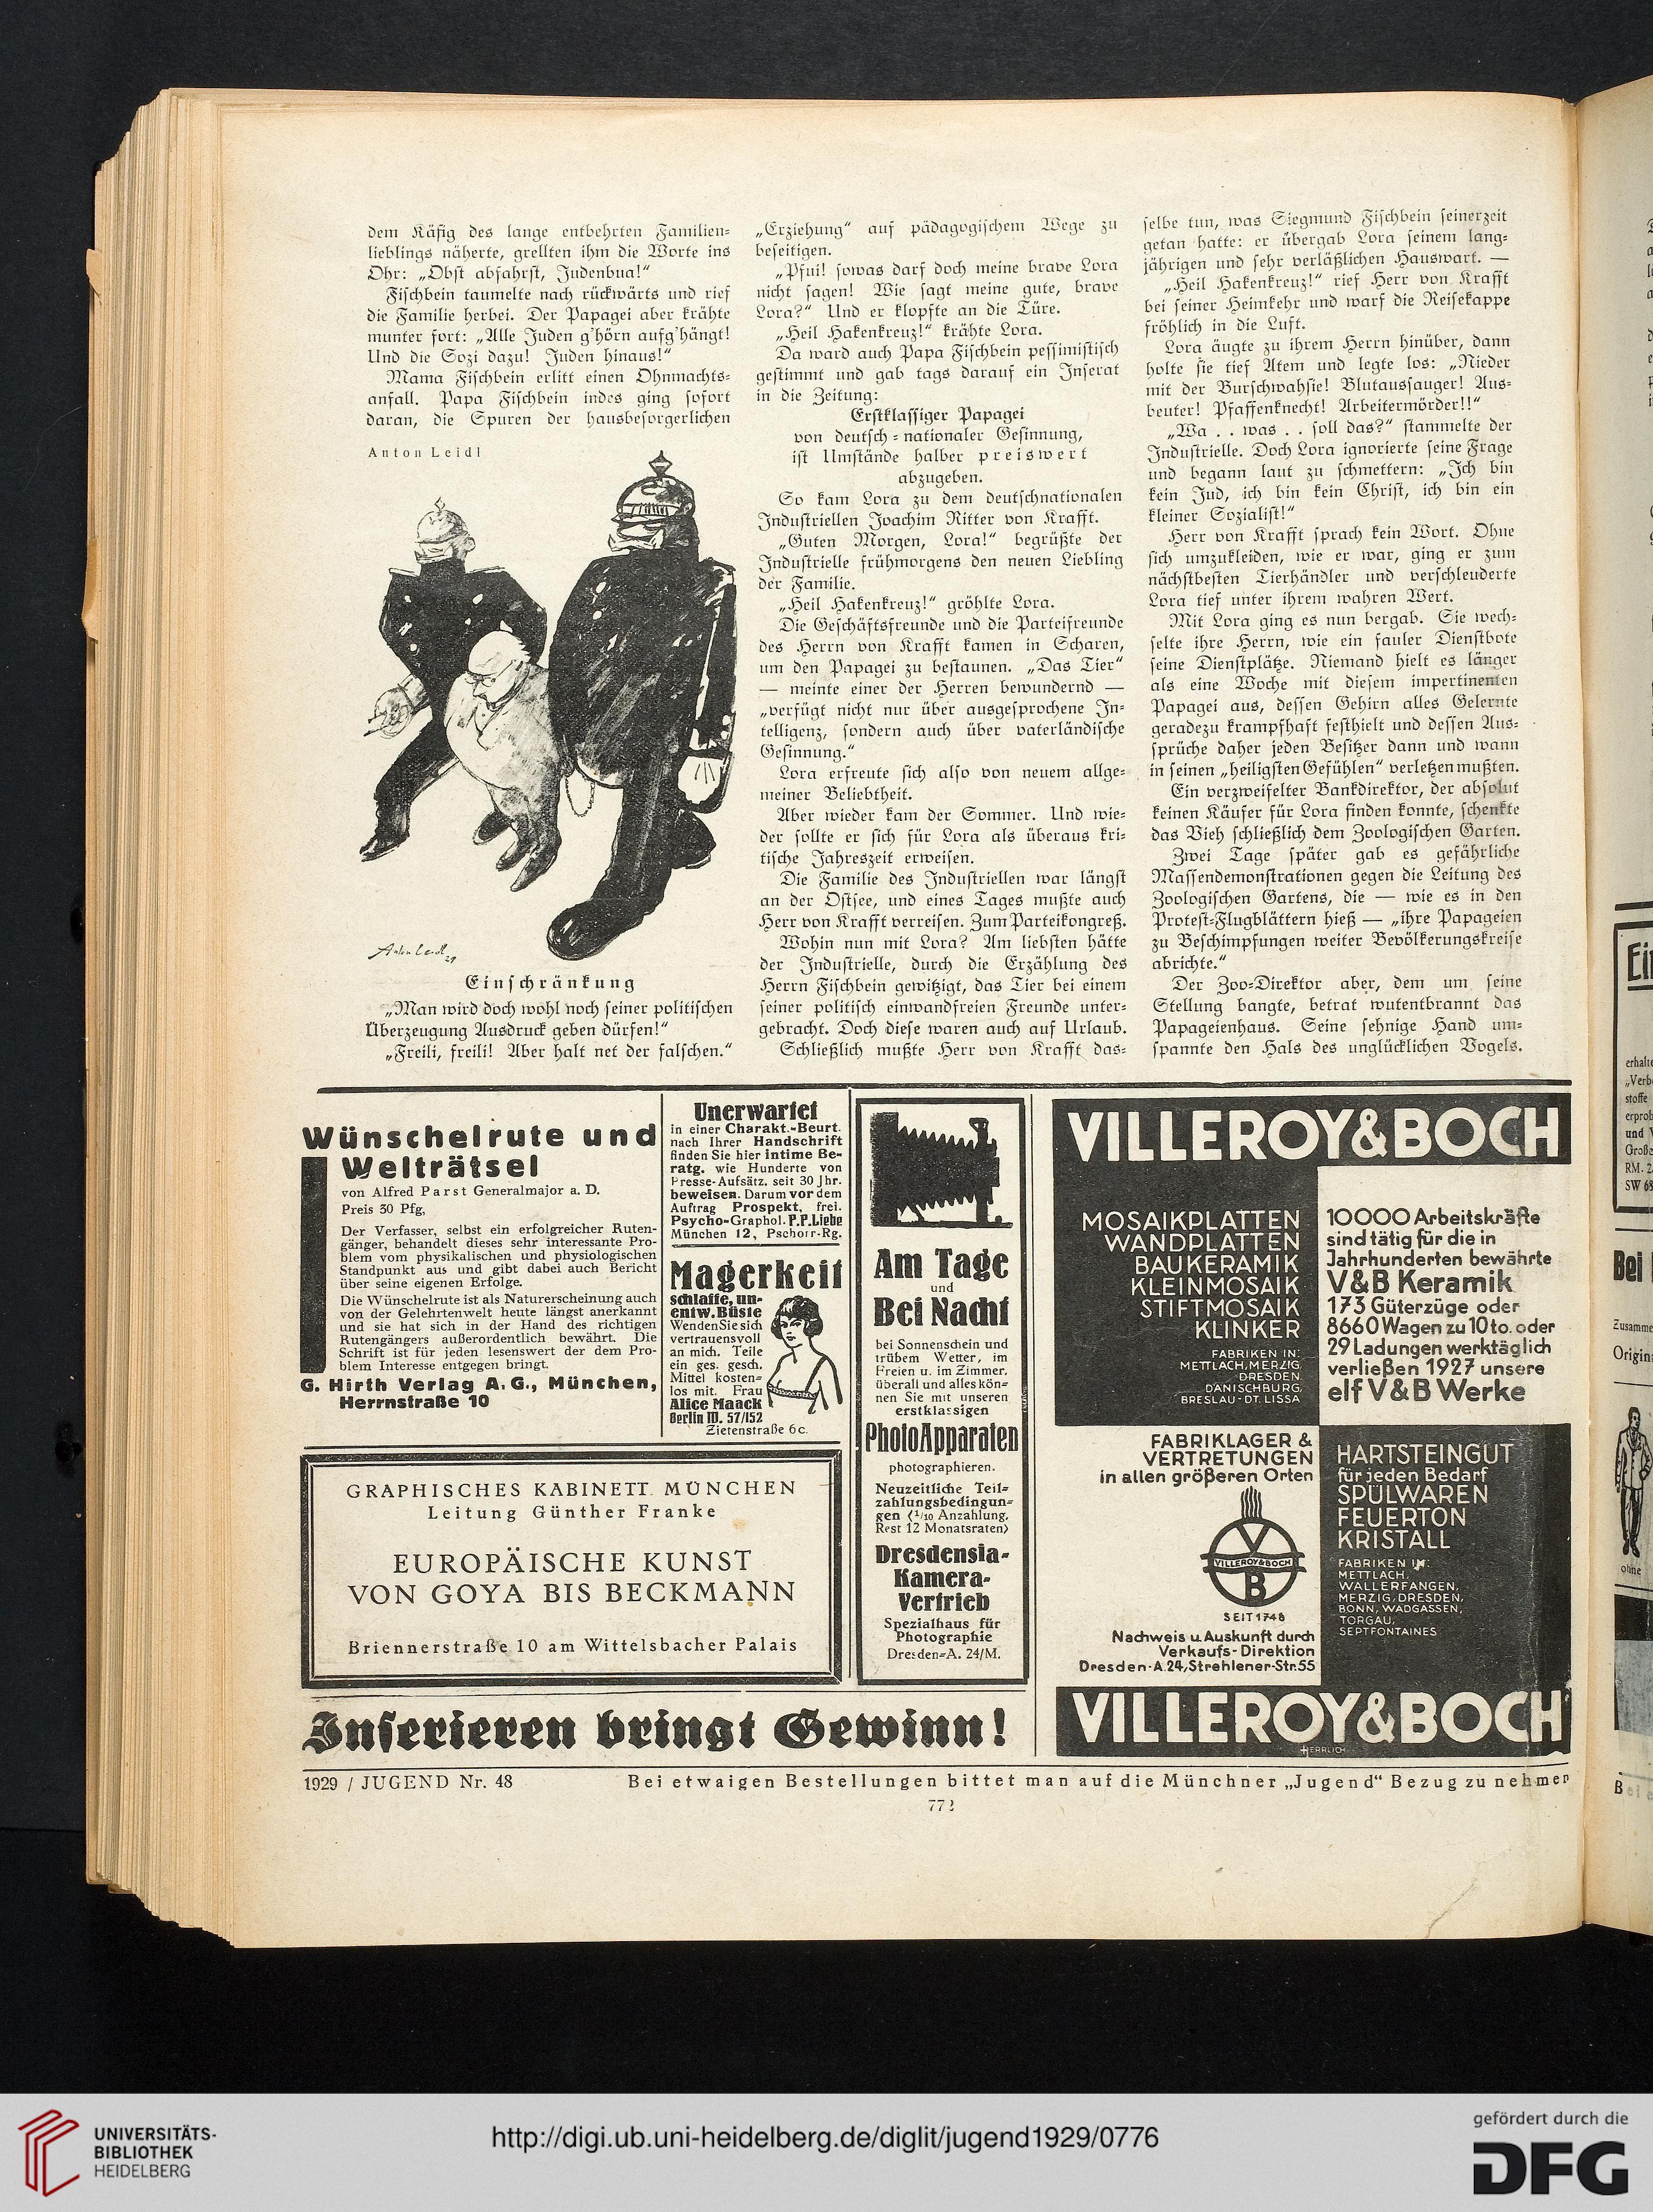 dem Käfig des lange entbehrten Familien-
lieblings näherte, grellten ihm die Worte ins
Ohr: „Obst abfahrst, Judenbua!“
Fischbein taumelte nach rückwärts und rief
die Familie herbei. Der Papagei aber krähte
munter fort: „Alle Juden g'hörn aufg'hängt!
Und die Sozi dazu! Juden hinaus!“
Mama Fischbein erlitt einen Ohnmachts-
anfall. Papa Fischbein indes ging sofort
daran, die Spuren der hausbesorgerlichen
Anton Leidl
Anton Leidl 29
Einschränkung
„Man wird doch wohl noch seiner politischen
Überzeugung Ausdruck geben dürfen!“
„Freili, freili! Aber halt net der falschen.“
„Erziehung“ auf pädagogischem Wege zu
beseitigen.
„Pfui! sowas darf doch meine brave Lora
nicht sagen! Wie sagt meine gute, brave
Lora?“ Und er klopfte an die Türe.
„Heil Hakenkreuz!“ krähte Lora.
Da ward auch Papa Fischbein pessimistisch
gestimmt und gab tags darauf ein Inserat
in die Zeitung:
Erstklassiger Papagei
von deutsch-nationaler Gesinnung,
ist Umstände halber preiswert
abzugeben.
So kam Lora zu dem deutschnationalen
Industriellen Joachim Ritter von Krafft.
„Guten Morgen, Lora!“ begrüßte der
Industrielle frühmorgens den neuen Liebling
der Familie.
„Heil Hakenkreuz!“ gröhlte Lora.
Die Geschäftsfreunde und die Parteifreunde
des Herrn von Krafft kamen in Scharen,
um den Papagei zu bestaunen. „Das Tier“
— meinte einer der Herren bewundernd —
„verfügt nicht nur über ausgesprochene In-
telligenz, sondern auch über vaterländische
Gesinnung.“
Lora erfreute sich also von neuem allge-
meiner Beliebtheit.
Aber wieder kam der Sommer. Und wie-
der sollte er sich für Lora als überaus kri-
tische Jahreszeit erweisen.
Die Familie des Industriellen war längst
an der Ostsee, und eines Tages mußte auch
Herr von Krafft verreisen. Zum Parteikongreß.
Wohin nun mit Lora? Am liebsten hätte
der Industrielle, durch die Erzählung des
Herrn Fischbein gewitzigt, das Tier bei einem
seiner politisch einwandfreien Freunde unter-
gebracht. Doch diese waren auch auf Urlaub.
Schließlich mußte Herr von Krafft das-
selbe tun, was Siegmund Fischbein seinerzeit
getan hatte: er übergab Lora seinem lang-
jährigen und sehr verläßlichen Hauswart. —
„Heil Hakenkreuz!“ rief Herr von Krafft
bei seiner Heimkehr und warf die Reisekappe
fröhlich in die Luft.
Lora äugte zu ihrem Herrn hinüber, dann
holte sie tief Atem und legte los: „Nieder
mit der Burschwahsie! Blutaussauger! Aus-
beuter! Pfaffenknecht! Arbeitermörder!!“
„Wa . . was . . soll das?“ stammelte der
Industrielle. Doch Lora ignorierte seine Frage
und begann laut zu schmettern: „Ich bin
kein Jud, ich bin kein Christ, ich bin ein
kleiner Sozialist!“
Herr von Krafft sprach kein Wort. Ohne
sich umzukleiden, wie er war, ging er zum
nächstbesten Tierhändler und verschleuderte
Lora tief unter ihrem wahren Wert.
Mit Lora ging es nun bergab. Sie wech-
selte ihre Herrn, wie ein fauler Dienstbote
seine Dienstplätze. Niemand hielt es länger
als eine Woche mit diesem impertinenten
Papagei aus, dessen Gehirn alles Gelernte
geradezu krampfhaft festhielt und dessen Aus-
sprüche daher jeden Besitzer dann und wann
in seinen „heiligsten Gefühlen“ verletzen mußten.
Ein verzweifelter Bankdirektor, der absolut
keinen Käufer für Lora finden konnte, schenkte
das Vieh schließlich dem Zoologischen Garten.
Zwei Tage später gab es gefährliche
Massendemonstrationen gegen die Leitung des
Zoologischen Gartens, die — wie es in den
Protest-Flugblättern hieß — „ihre Papageien
zu Beschimpfungen weiter Bevölkerungskreise
abrichte.“
Der Zoo-Direktor aber, dem um seine
Stellung bangte, betrat wutentbrannt das
Papageienhaus. Seine sehnige Hand um-
spannte den Hals des unglücklichen Vogels.
Wünschelrute und
Welträtsel
von Alfred Parst Generalmajor a. D.
Preis 30 Pfg,
Der Verfasser, selbst ein erfolgreicher Ruten-
gänger, behandelt dieses sehr interessante Pro-
blem vom physikalischen und physiologischen
Standpunkt aus und gibt dabei auch Bericht
über seine eigenen Erfolge.
Die Wünschelrute ist als Naturerscheinung auch
von der Gelehrtenwelt heute längst anerkannt
und sie hat sich in der Hand des richtigen
Rutengängers außerordentlich bewährt. Die
Schrift ist für jeden lesenswert der dem Pro-
blem Interesse entgegen bringt.
G. Hirth Verlag A. G., München,
Herrnstraße 10
Unerwartet
in einer Charakt.-Beurt.
nach Ihrer Handschrift
finden Sie hier intime Be-
ratg. wie Hunderte von
Presse-Aufsätz. seit 30 Jhr.
beweisen. Darum vor dem
Auftrag Prospekt, frei.
Psycho-Graphol. P.P.Liebe
München 12, Pschorr-Rg.
Magerkeit
schlaffe, un-
entw. Büste
Wenden Sie sich
vertrauensvoll
an mich. Teile
ein ges. gesch.
Mittel kosten-
los mit. Frau
Alice Maack
Berlin W. 57/152
Zietenstraße 6c.
GRAPHISCHES KABINETT MÜNCHEN
Leitung Günther Franke
EUROPÄISCHE KUNST
VON GOYA BIS BECKMANN
Briennerstraße 10 am Wittelsbacher Palais
Am Tage
und
Bei Nacht
bei Sonnenschein und
trübem Wetter, im
Freien u. im Zimmer,
überall und alles kön-
nen Sie mit unseren
erstklassigen
PhotoApparaten
photographieren.
Neuzeitliche Teil-
zahlungsbedingun-
gen (1/10 Anzahlung,
Rest 12 Monatsraten)
Dresdensia-
Kamera-
Vertrieb
Spezialhaus für
Photographie
Dresden-A. 24/M.
Inserieren bringt Gewinn!
VILLEROY&BOCH
MOSAIKPLATTEN
WANDPLATTEN
BAUKERAMIK
KLEINMOSAIK
STIFTMOSAIK
KLINKER
FABRIKEN IN:
METTLACH, MERZIG,
DRESDEN,
DÄNISCHBURG,
BRESLAU-DT. LISSA
10000 Arbeitskräfte
sind tätig für die in
Jahrhunderten bewährte
V&B Keramik
173 Güterzüge oder
8660 Wagen zu 10 to. oder
29 Ladungen werktäglich
verließen 1927 unsere
elf V&B Werke
FABRIKLAGER &
VERTRETUNGEN
in allen größeren Orten
V
VILLEROY&BOCH
B
SEIT 1748
Nachweis u. Auskunft durch
Verkaufs-Direktion
Dresden-A.24, Strehlener-Str. 55
HARTSTEINGUT
für jeden Bedarf
SPÜLWAREN
FEUERTON
KRISTALL
FABRIKEN IN:
METTLACH,
WALLERFANGEN,
MERZIG, DRESDEN,
BONN, WADGASSEN,
TORGAU,
SEPTFONTAINES
VILLEROY&BOCH
HERRLICH
1929 / JUGEND Nr. 48
Bei etwaigen Bestellungen bittet man auf die Münchner „Jugend“ Bezug zu nehmen
772
Ei
erhalte
„Verb
stoffe
erprob
und
Große
RM. 2
SW 68
Bei
Zusamme
Origin
ohne
Bei
UNIVERSITÄTS-
BIBLIOTHEK
HEIDELBERG
http://digi.ub.uni-heidelberg.de/diglit/jugend1929/0776
gefördert durch die
DFG